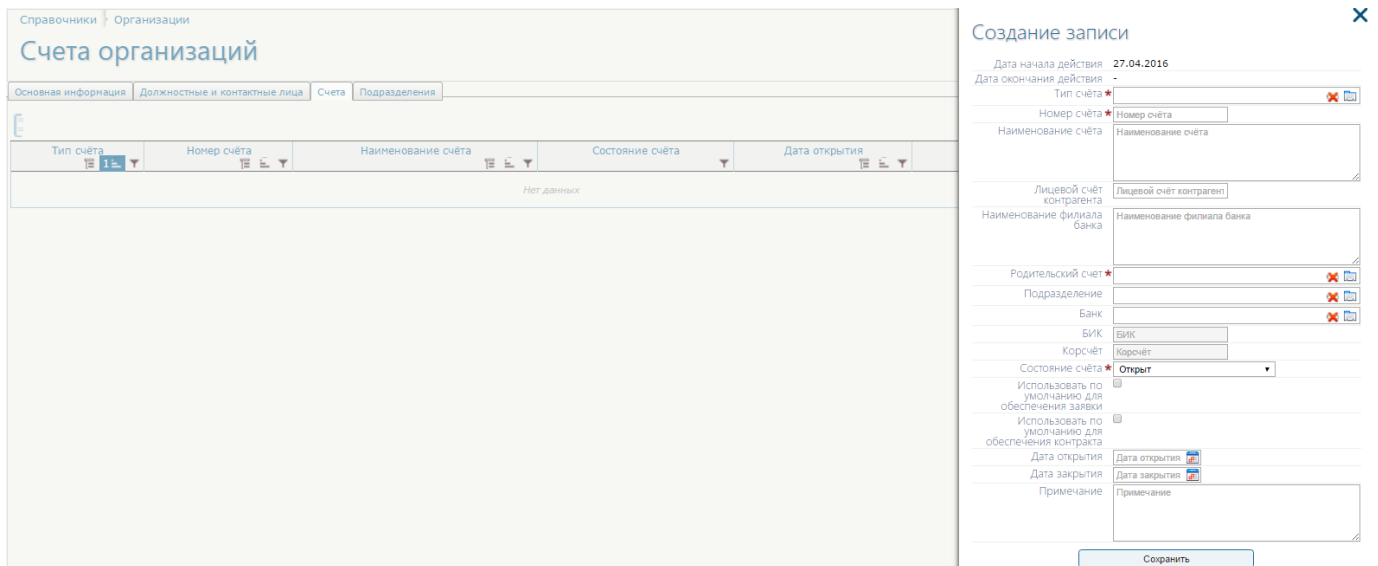 Справочники Организации
Счета организаций
Основная информация Должностные и контактные лица Счета Подразделения
Тип счёта Номер счёта Наименование счёта Состояние счёта Дата открытия
1
Нет данных
Создание записи
Дата начала действия 27.04.2016
Дата окончания действия -
Тип счёта *
Номер счёта * Номер счёта
Наименование счёта Наименование счёта
Лицевой счёт Лицевой счёт контрагент
контрагента
Наименование филиала Наименование филиала банка
банка
Родительский счет *
Подразделение
Банк
БИК БИК
Корсчёт Корсчёт
Состояние счёта * Открыт
Использовать по
умолчанию для
обеспечения заявки
Использовать по
умолчанию для
обеспечения контракта
Дата открытия Дата открытия
Дата закрытия Дата закрытия
Примечание Примечание
Сохранить